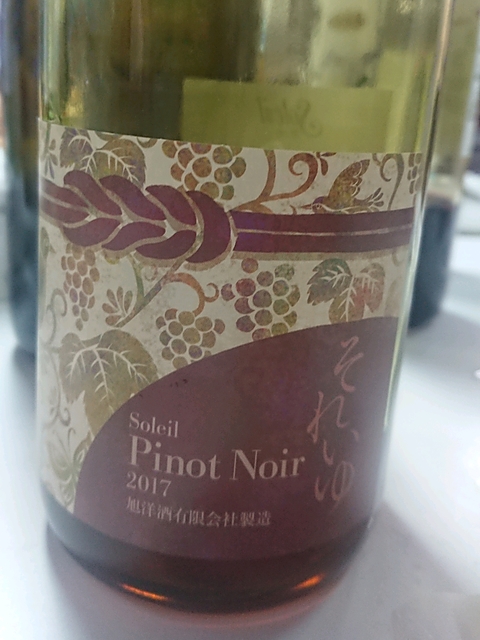 Soleil
Pinot Noir
2017
旭洋酒有限会社製造
それいゆ